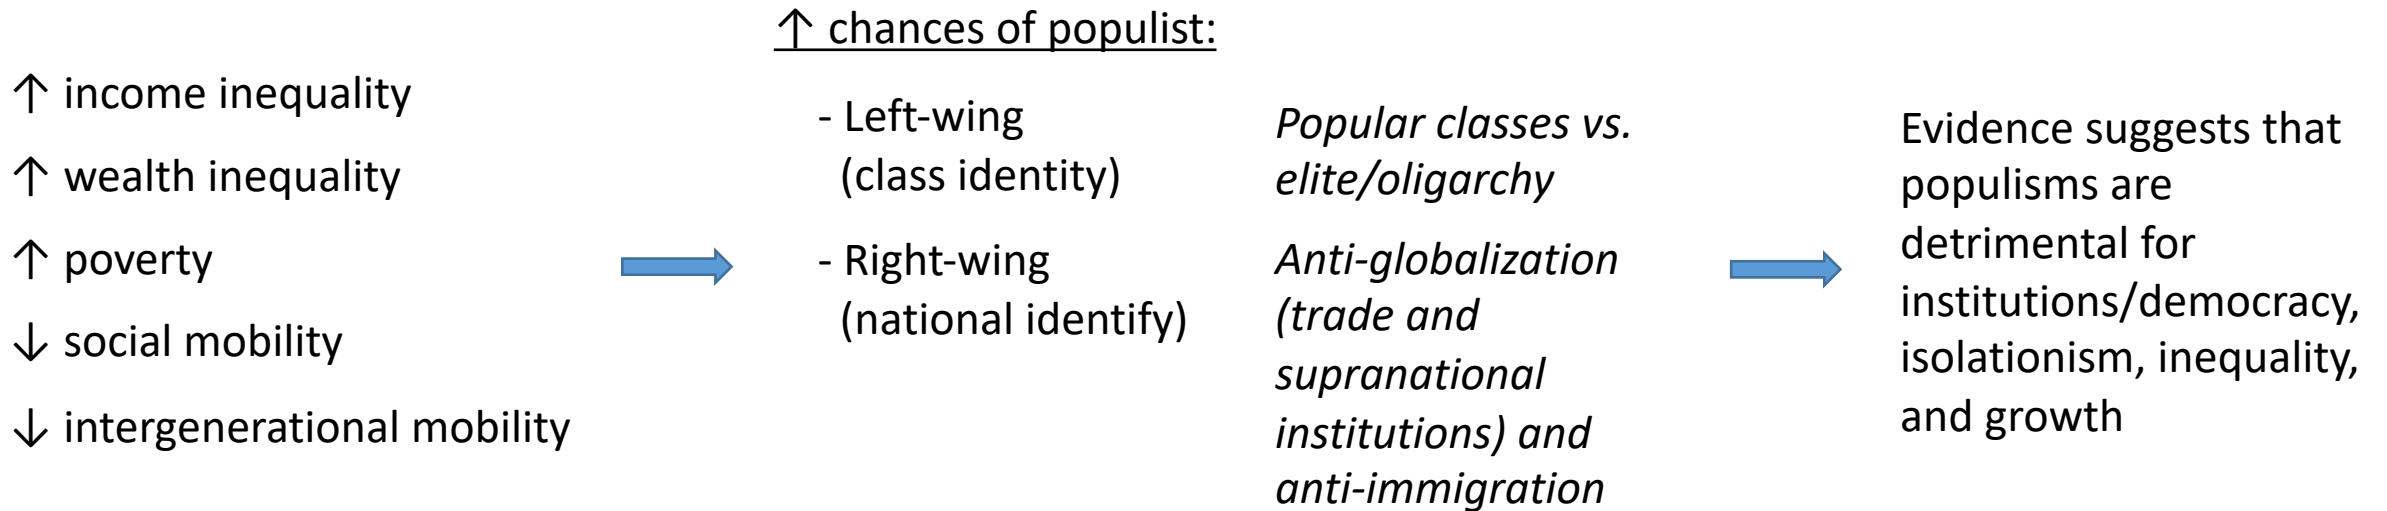 ↑ income inequality
↑ wealth inequality
↑ poverty
↓ social mobility
↓ intergenerational mobility
↑ chances of populist:
- Left-wing
(class identity)
- Right-wing
(national identify)
Popular classes vs.
elite/oligarchy
Anti-globalization
(trade and
supranational
institutions) and
anti-immigration
Evidence suggests that
populisms are
detrimental for
institutions/democracy,
isolationism, inequality,
and growth